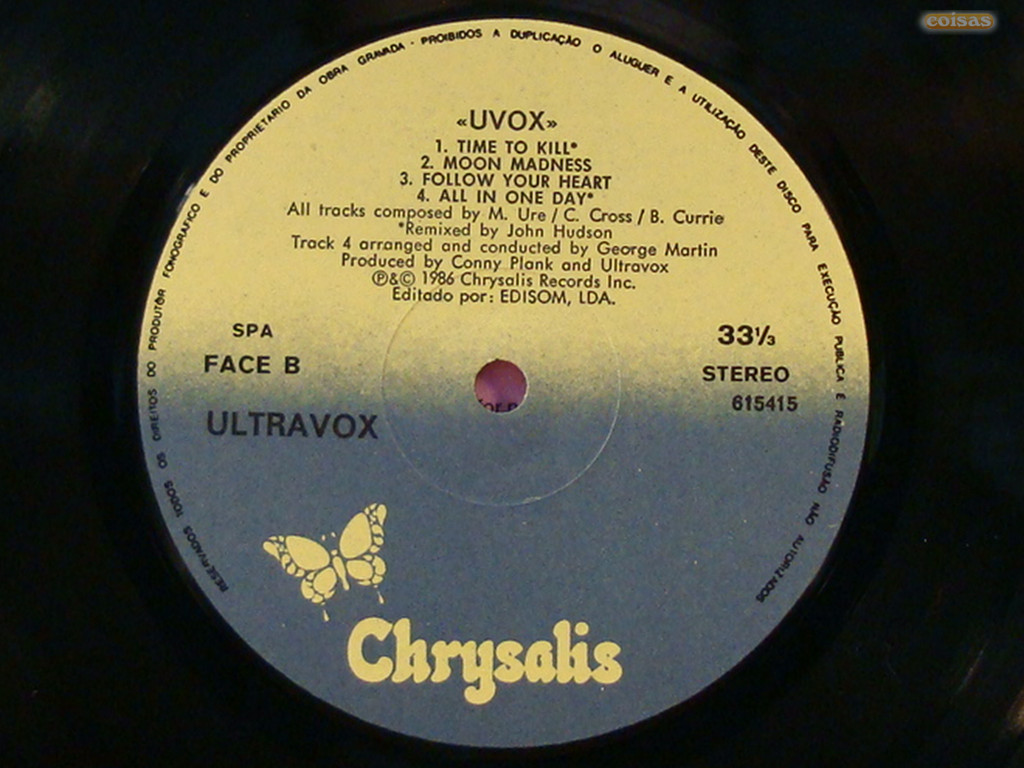 coisas
RESERVADOS TODOS OS DIREITOS DO PRODUTOR FONOGRAFICO E DO PROPRIETARIO DA OBRA GRAVADA · PROIBIDOS A DUPLICAÇÃO O ALUGUER E A UTILIZAÇÃO DESTE DISCO PARA EXECUÇÃO PUBLICA E RADIODIFUSÃO NÃO AUTORIZADOS
«UVOX»
1. TIME TO KILL*
2. MOON MADNESS
3. FOLLOW YOUR HEART
4. ALL IN ONE DAY*
All tracks composed by M. Ure / C. Cross / B. Currie
*Remixed by John Hudson
Track 4 arranged and conducted by George Martin
Produced by Conny Plank and Ultravox
℗&© 1986 Chrysalis Records Inc.
Editado por: EDISOM, LDA.
SPA
FACE B
33⅓
STEREO
615415
ULTRAVOX
Chrysalis